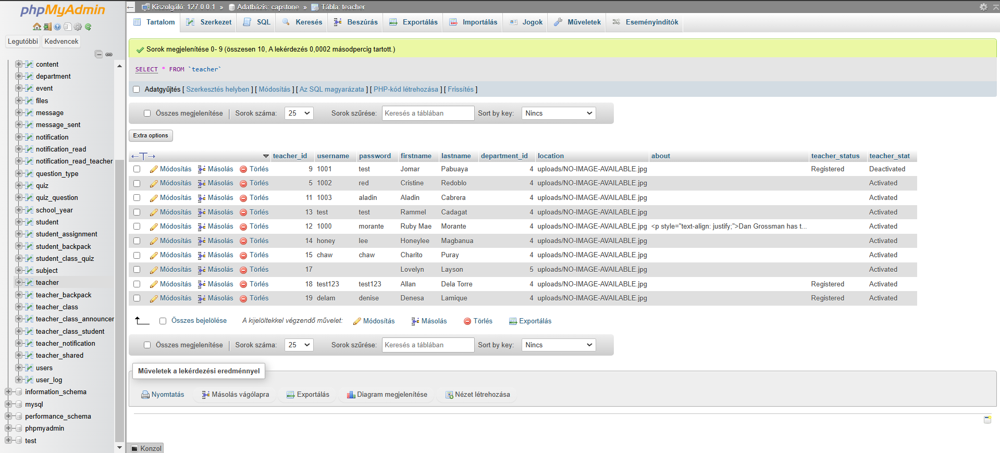 phpMyAdmin
Legutóbbi Kedvencek
content
department
event
files
message
message_sent
notification
notification_read
notification_read_teacher
question_type
quiz
quiz_question
school_year
student
student_assignment
student_backpack
student_class_quiz
subject
teacher
teacher_backpack
teacher_class
teacher_class_announcer
teacher_class_student
teacher_notification
teacher_shared
users
user_log
information_schema
mysql
performance_schema
phpmyadmin
test
Kiszolgáló: 127.0.0.1 » Adatbázis: capstone » Tábla: teacher
Tartalom Szerkezet SQL Keresés Beszúrás Exportálás Importálás Jogok Műveletek Eseményindítók
Sorok megjelenítése 0- 9 (összesen 10, A lekérdezés 0,0002 másodpercig tartott.)
SELECT * FROM `teacher`
Adatgyűjtés [ Szerkesztés helyben ] [ Módosítás ] [ Az SQL magyarázata ] [ PHP-kód létrehozása ] [ Frissítés ]
Összes megjelenítése Sorok száma: 25 Sorok szűrése: Keresés a táblában Sort by key: Nincs
Extra options
←T→ teacher_id username password firstname lastname department_id location about teacher_status teacher_stat
Módosítás Másolás Törlés 9 1001 test Jomar Pabuaya 4 uploads/NO-IMAGE-AVAILABLE.jpg Registered Deactivated
Módosítás Másolás Törlés 5 1002 red Cristine Redoblo 4 uploads/NO-IMAGE-AVAILABLE.jpg Activated
Módosítás Másolás Törlés 11 1003 aladin Aladin Cabrera 4 uploads/NO-IMAGE-AVAILABLE.jpg Activated
Módosítás Másolás Törlés 13 test test Rammel Cadagat 4 uploads/NO-IMAGE-AVAILABLE.jpg Activated
Módosítás Másolás Törlés 12 1000 morante Ruby Mae Morante 4 uploads/NO-IMAGE-AVAILABLE.jpg <p style="text-align: justify;">Dan Grossman has t... Activated
Módosítás Másolás Törlés 14 honey lee Honeylee Magbanua 4 uploads/NO-IMAGE-AVAILABLE.jpg Activated
Módosítás Másolás Törlés 15 chaw chaw Charito Puray 4 uploads/NO-IMAGE-AVAILABLE.jpg Activated
Módosítás Másolás Törlés 17 Lovelyn Layson 5 uploads/NO-IMAGE-AVAILABLE.jpg Activated
Módosítás Másolás Törlés 18 test123 test123 Allan Dela Torre 4 uploads/NO-IMAGE-AVAILABLE.jpg Registered Activated
Módosítás Másolás Törlés 19 delam denise Denesa Lamique 4 uploads/NO-IMAGE-AVAILABLE.jpg Registered Activated
Összes bejelölése A kijelöltekkel végzendő művelet: Módosítás Másolás Törlés Exportálás
Összes megjelenítése Sorok száma: 25 Sorok szűrése: Keresés a táblában Sort by key: Nincs
Műveletek a lekérdezési eredménnyel
Nyomtatás Másolás vágólapra Exportálás Diagram megjelenítése Nézet létrehozása
Konzol